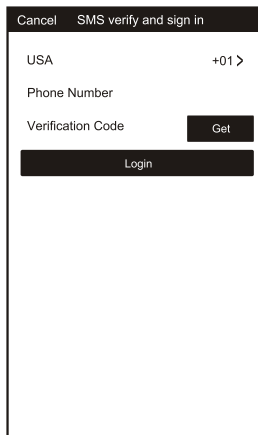 Cancel SMS verify and sign in
USA +01 >
Phone Number
Verification Code Get
Login